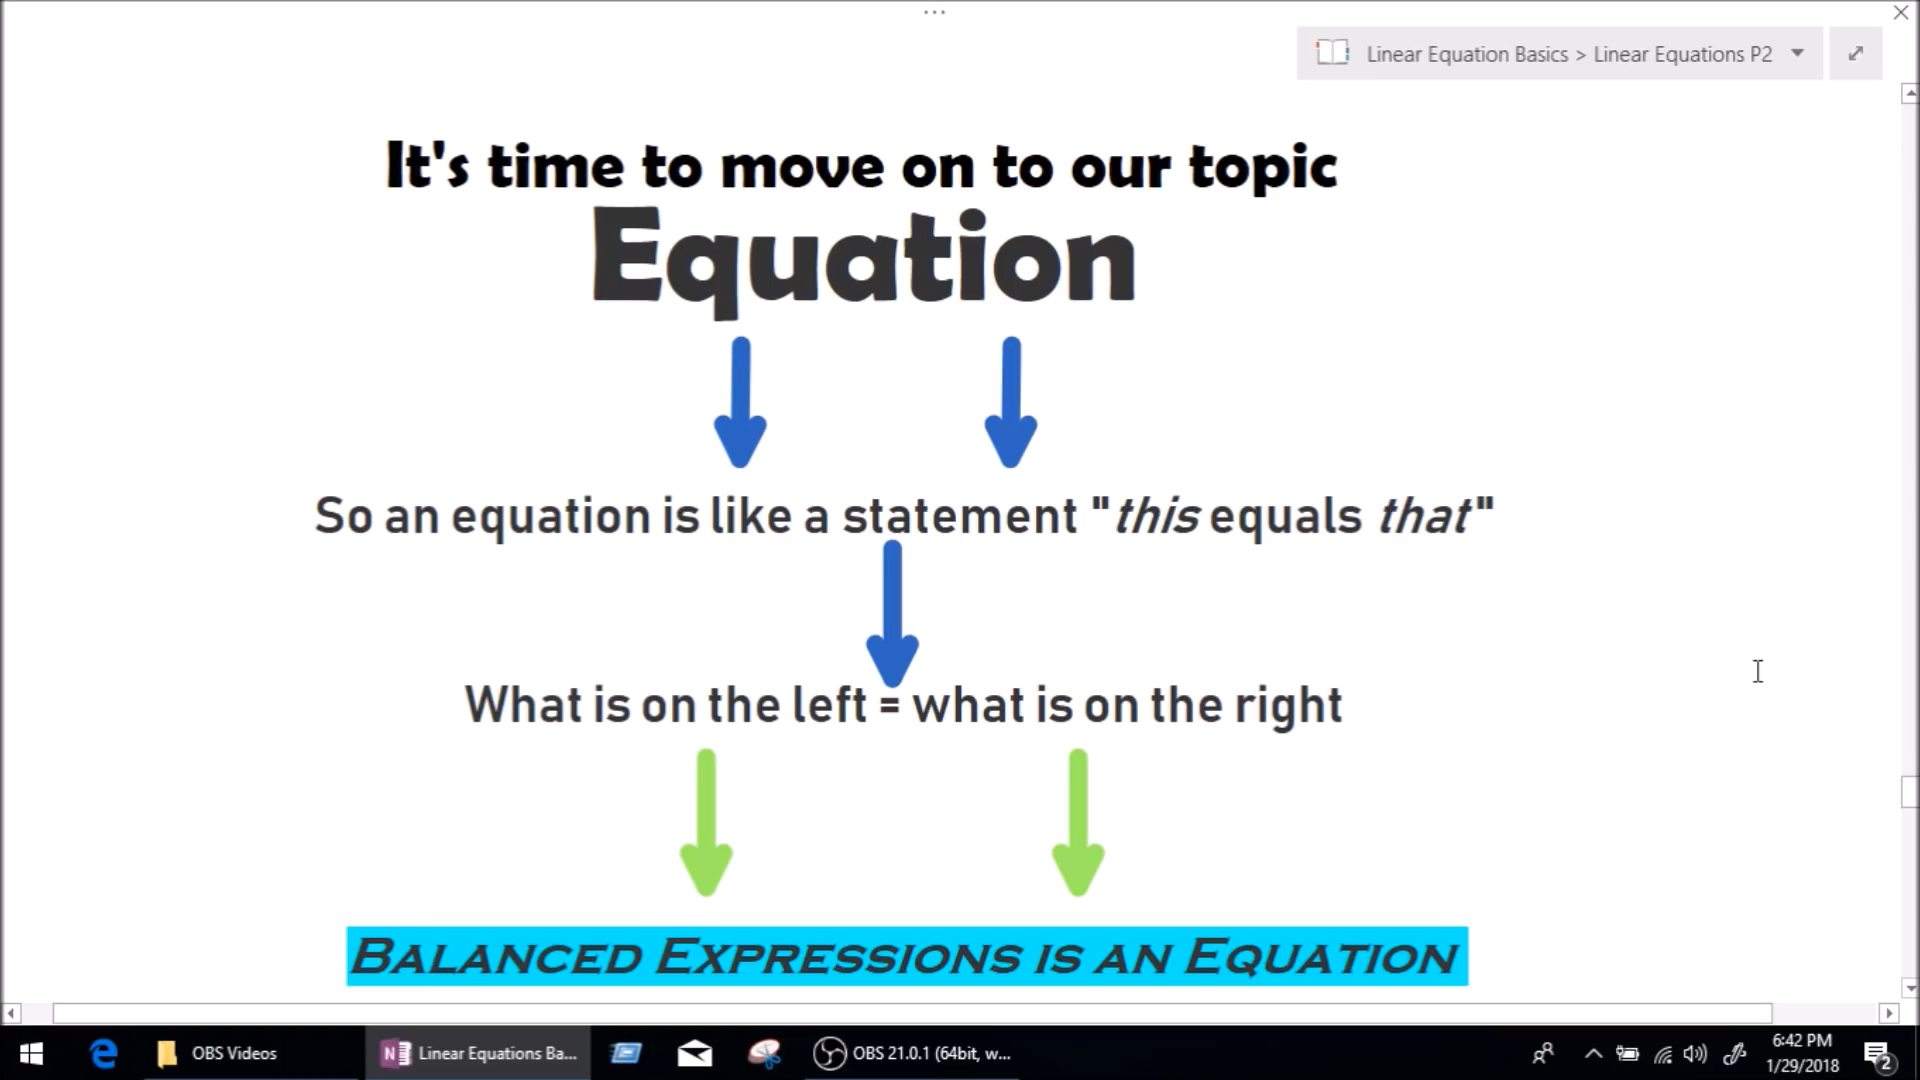 Linear Equation Basics > Linear Equations P2
It's time to move on to our topic
Equation
So an equation is like a statement "this equals that"
What is on the left = what is on the right
BALANCED EXPRESSIONS IS AN EQUATION
OBS Videos
Linear Equations Ba...
OBS 21.0.1 (64bit, w...
6:42 PM
1/29/2018
2